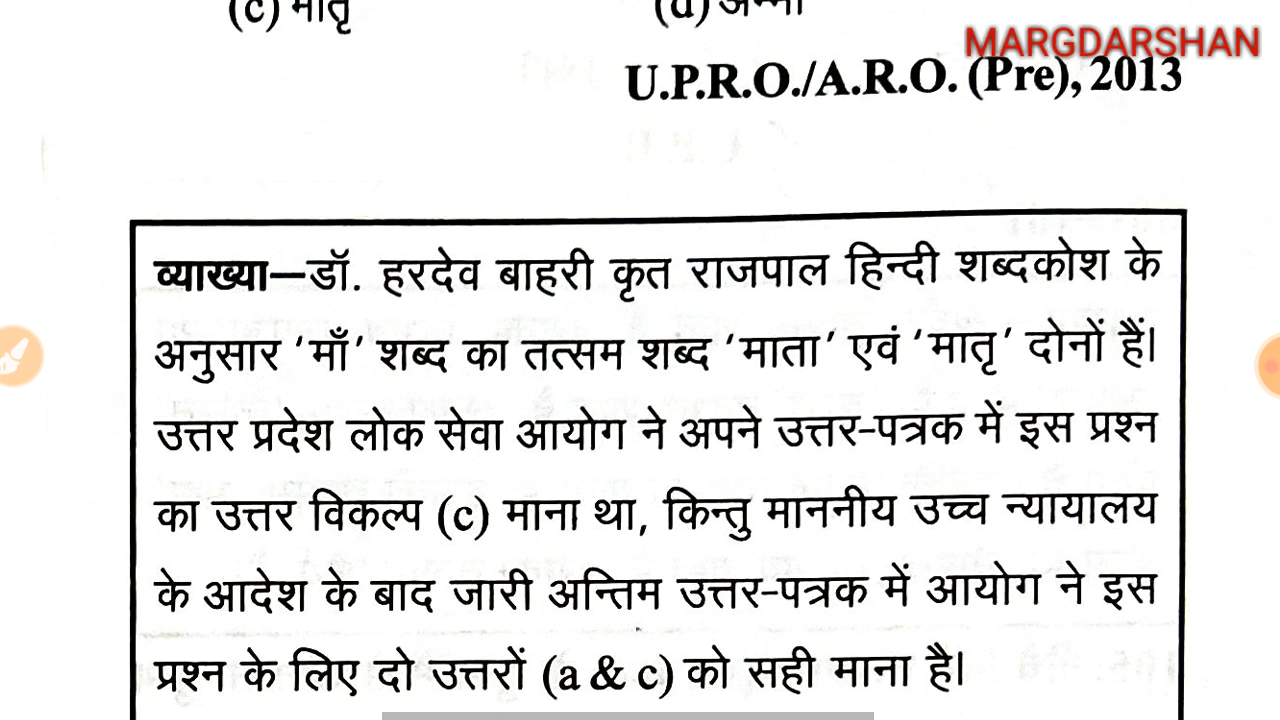 (c) मातृ (d) अम्मा
MARGDARSHAN
U.P.R.O./A.R.O. (Pre), 2013
व्याख्या—डॉ. हरदेव बाहरी कृत राजपाल हिन्दी शब्दकोश के
अनुसार 'माँ' शब्द का तत्सम शब्द 'माता' एवं 'मातृ' दोनों हैं।
उत्तर प्रदेश लोक सेवा आयोग ने अपने उत्तर-पत्रक में इस प्रश्न
का उत्तर विकल्प (c) माना था, किन्तु माननीय उच्च न्यायालय
के आदेश के बाद जारी अन्तिम उत्तर-पत्रक में आयोग ने इस
प्रश्न के लिए दो उत्तरों (a & c) को सही माना है।